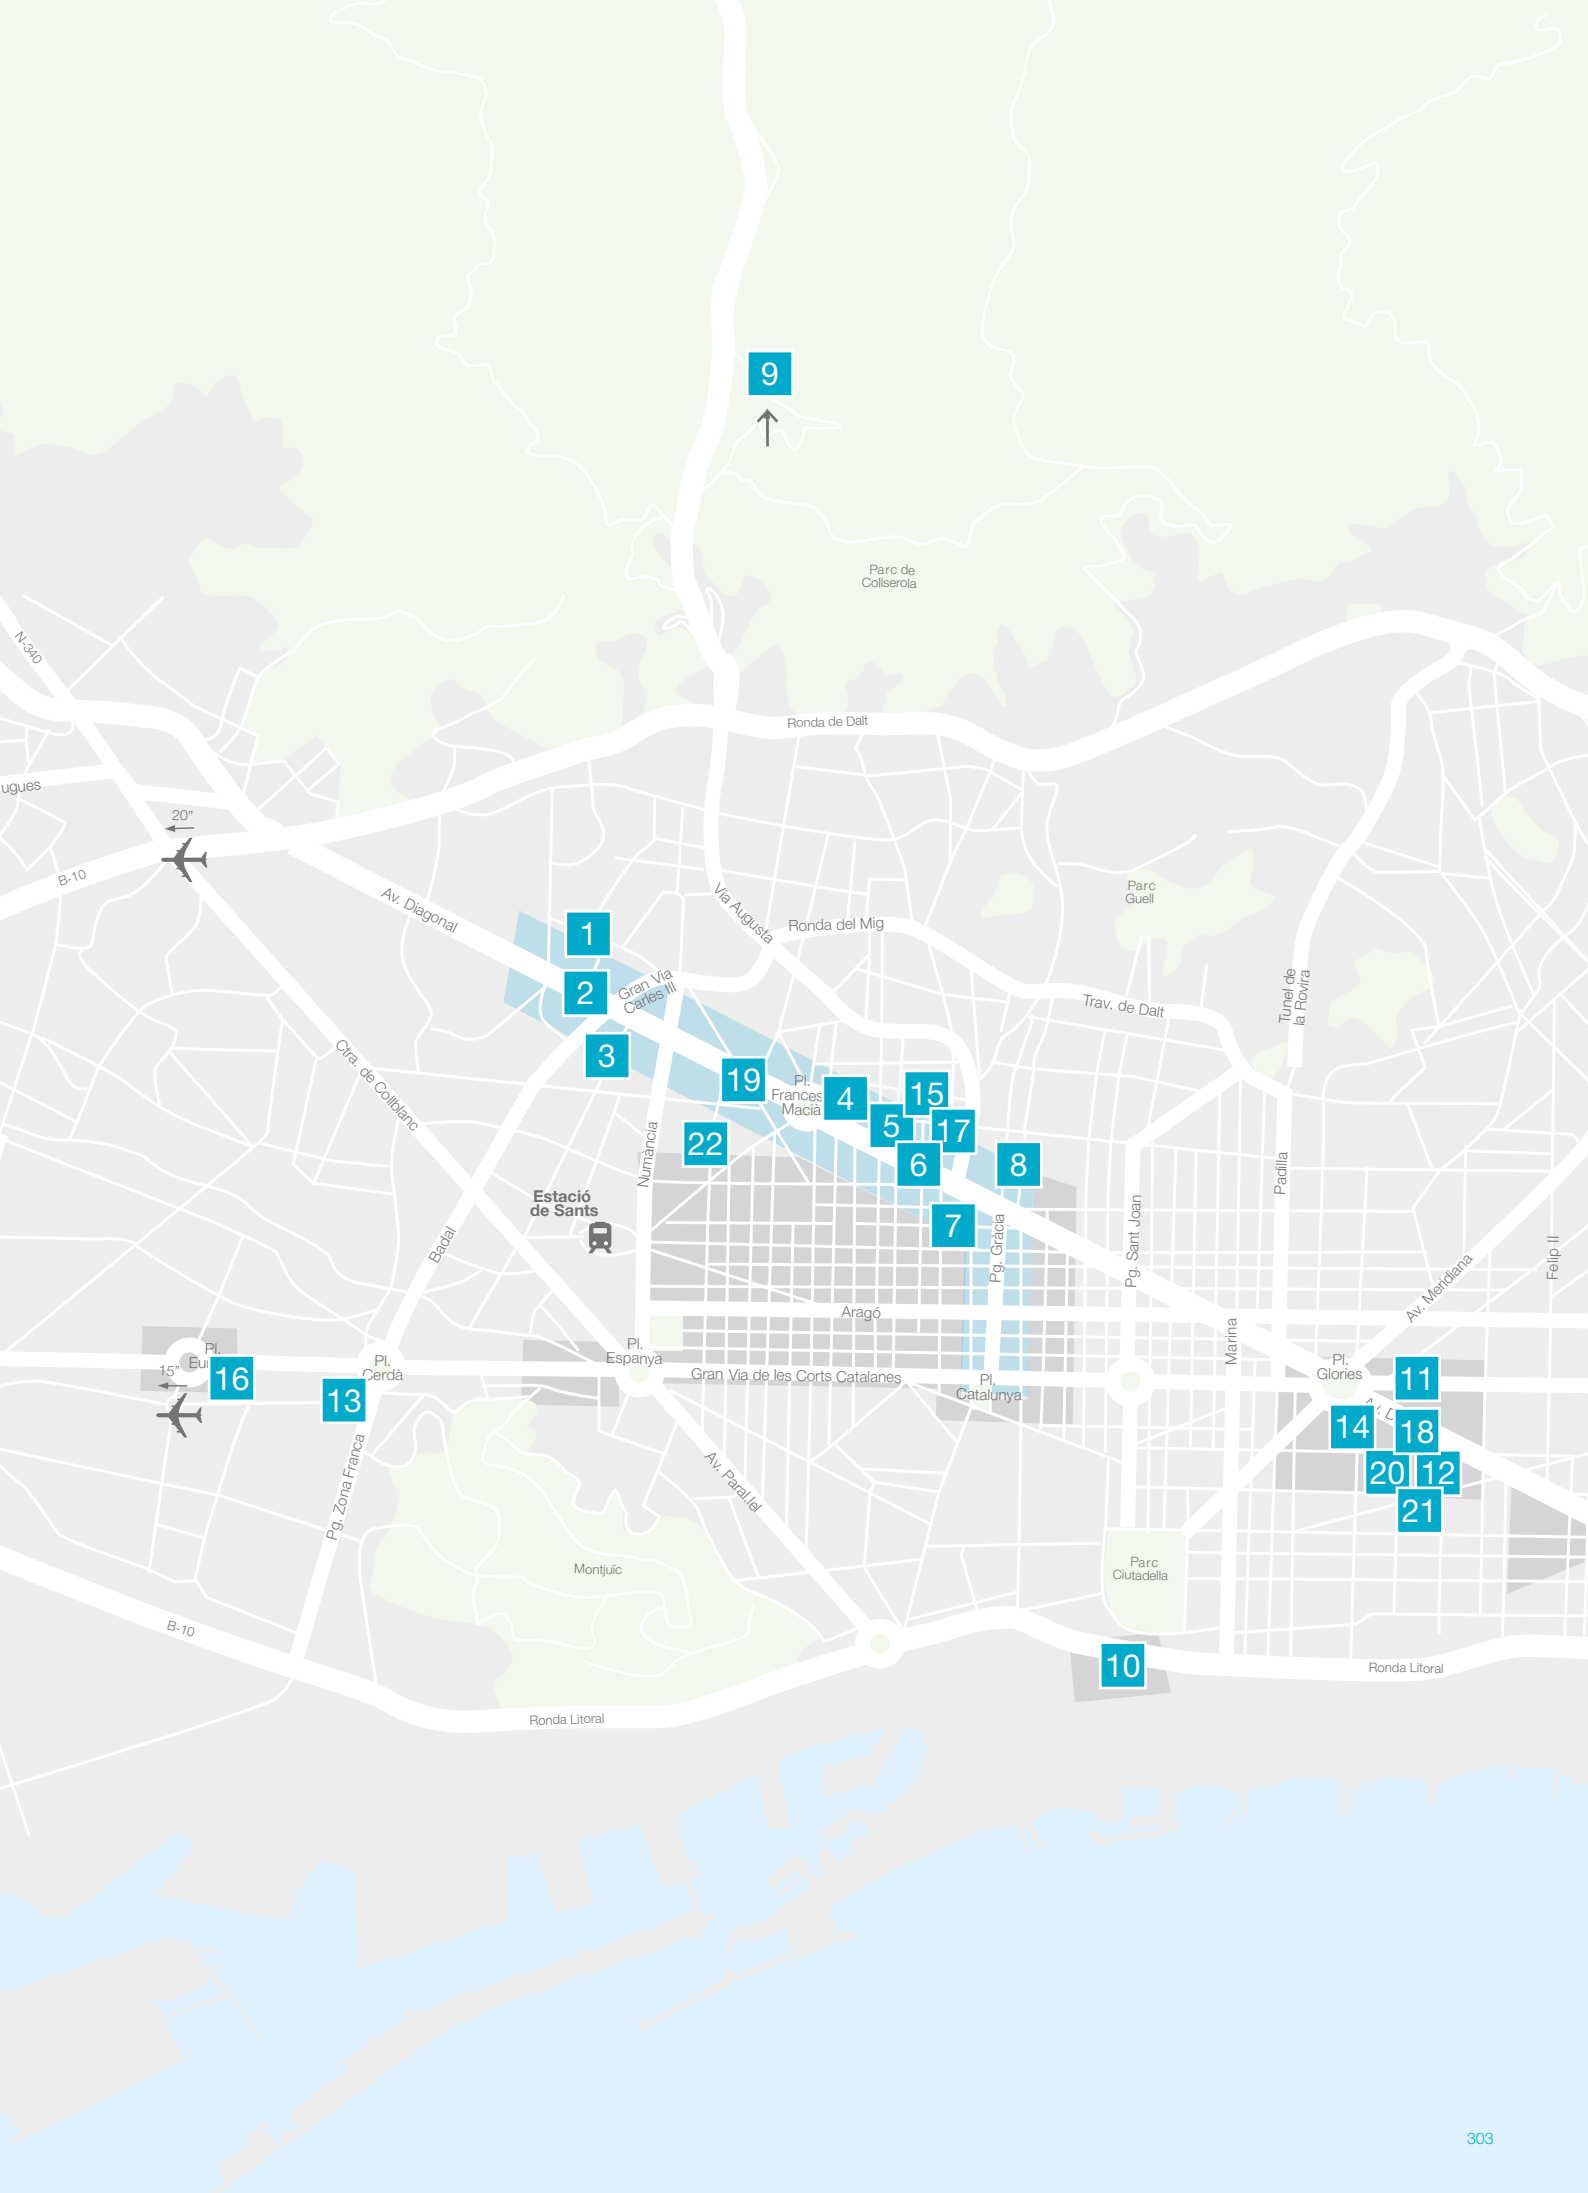 9
Parc de
Collserola
N-340
Ronda de Dalt
ugues
20”
B-10
Av. Diagonal
Via Augusta
Ronda del Mig
Parc
Guell
1
2
Gran Via
Carles III
3
Trav. de Dalt
Tunel de
la Rovira
Ctra. de Collblanc
19
Pl.
Frances
Macià
4
15
5
17
22
6
8
Numància
Padilla
Estació
de Sants
7
Pg. Gràcia
Pg. Sant Joan
Badal
Felip II
Av. Meridiana
Aragó
Marina
Pl.
Eu
15”
16
Pl.
Cerdà
13
Pl.
Espanya
Gran Via de les Corts Catalanes
Pl.
Catalunya
Pl.
Glories
11
Av. D
14
18
20
12
21
Pg. Zona Franca
Av. Paral.lel
Montjuïc
Parc
Ciutadella
B-10
10
Ronda Litoral
Ronda Litoral
303